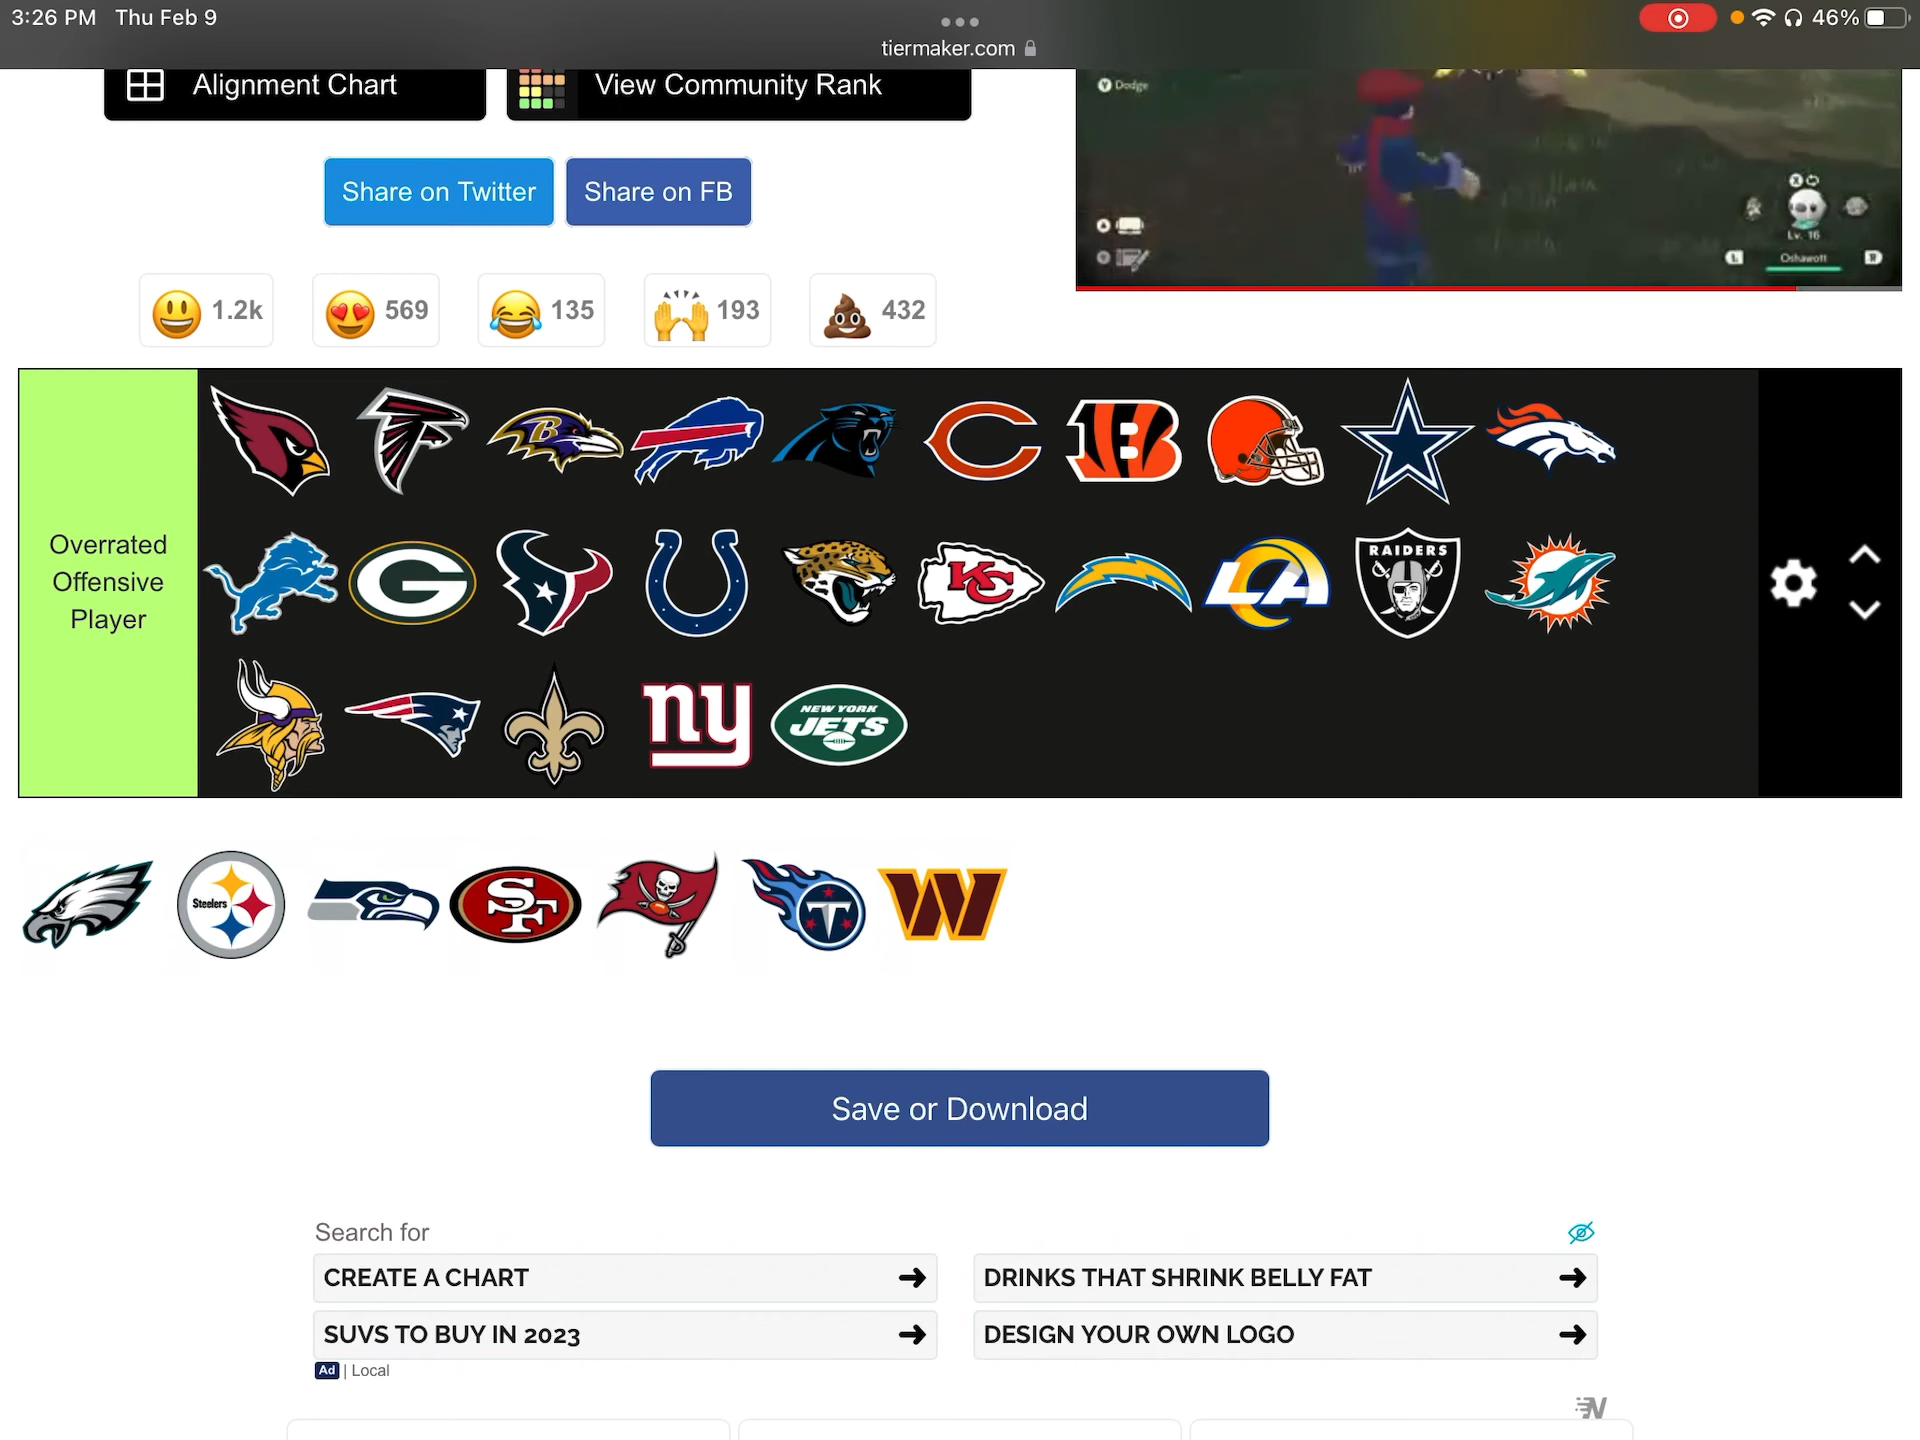 3:26 PM Thu Feb 9
46%
tiermaker.com
Alignment Chart
View Community Rank
Y Dodge
Share on Twitter
Share on FB
X
Lv. 16
L Oshawott R
A
1.2k
569
135
193
432
Overrated
Offensive
Player
B
B
G
KC
LA
RAIDERS
ny
NEW YORK
JETS
Steelers
SF
T
W
Save or Download
Search for
CREATE A CHART
DRINKS THAT SHRINK BELLY FAT
SUVS TO BUY IN 2023
DESIGN YOUR OWN LOGO
Ad | Local
N